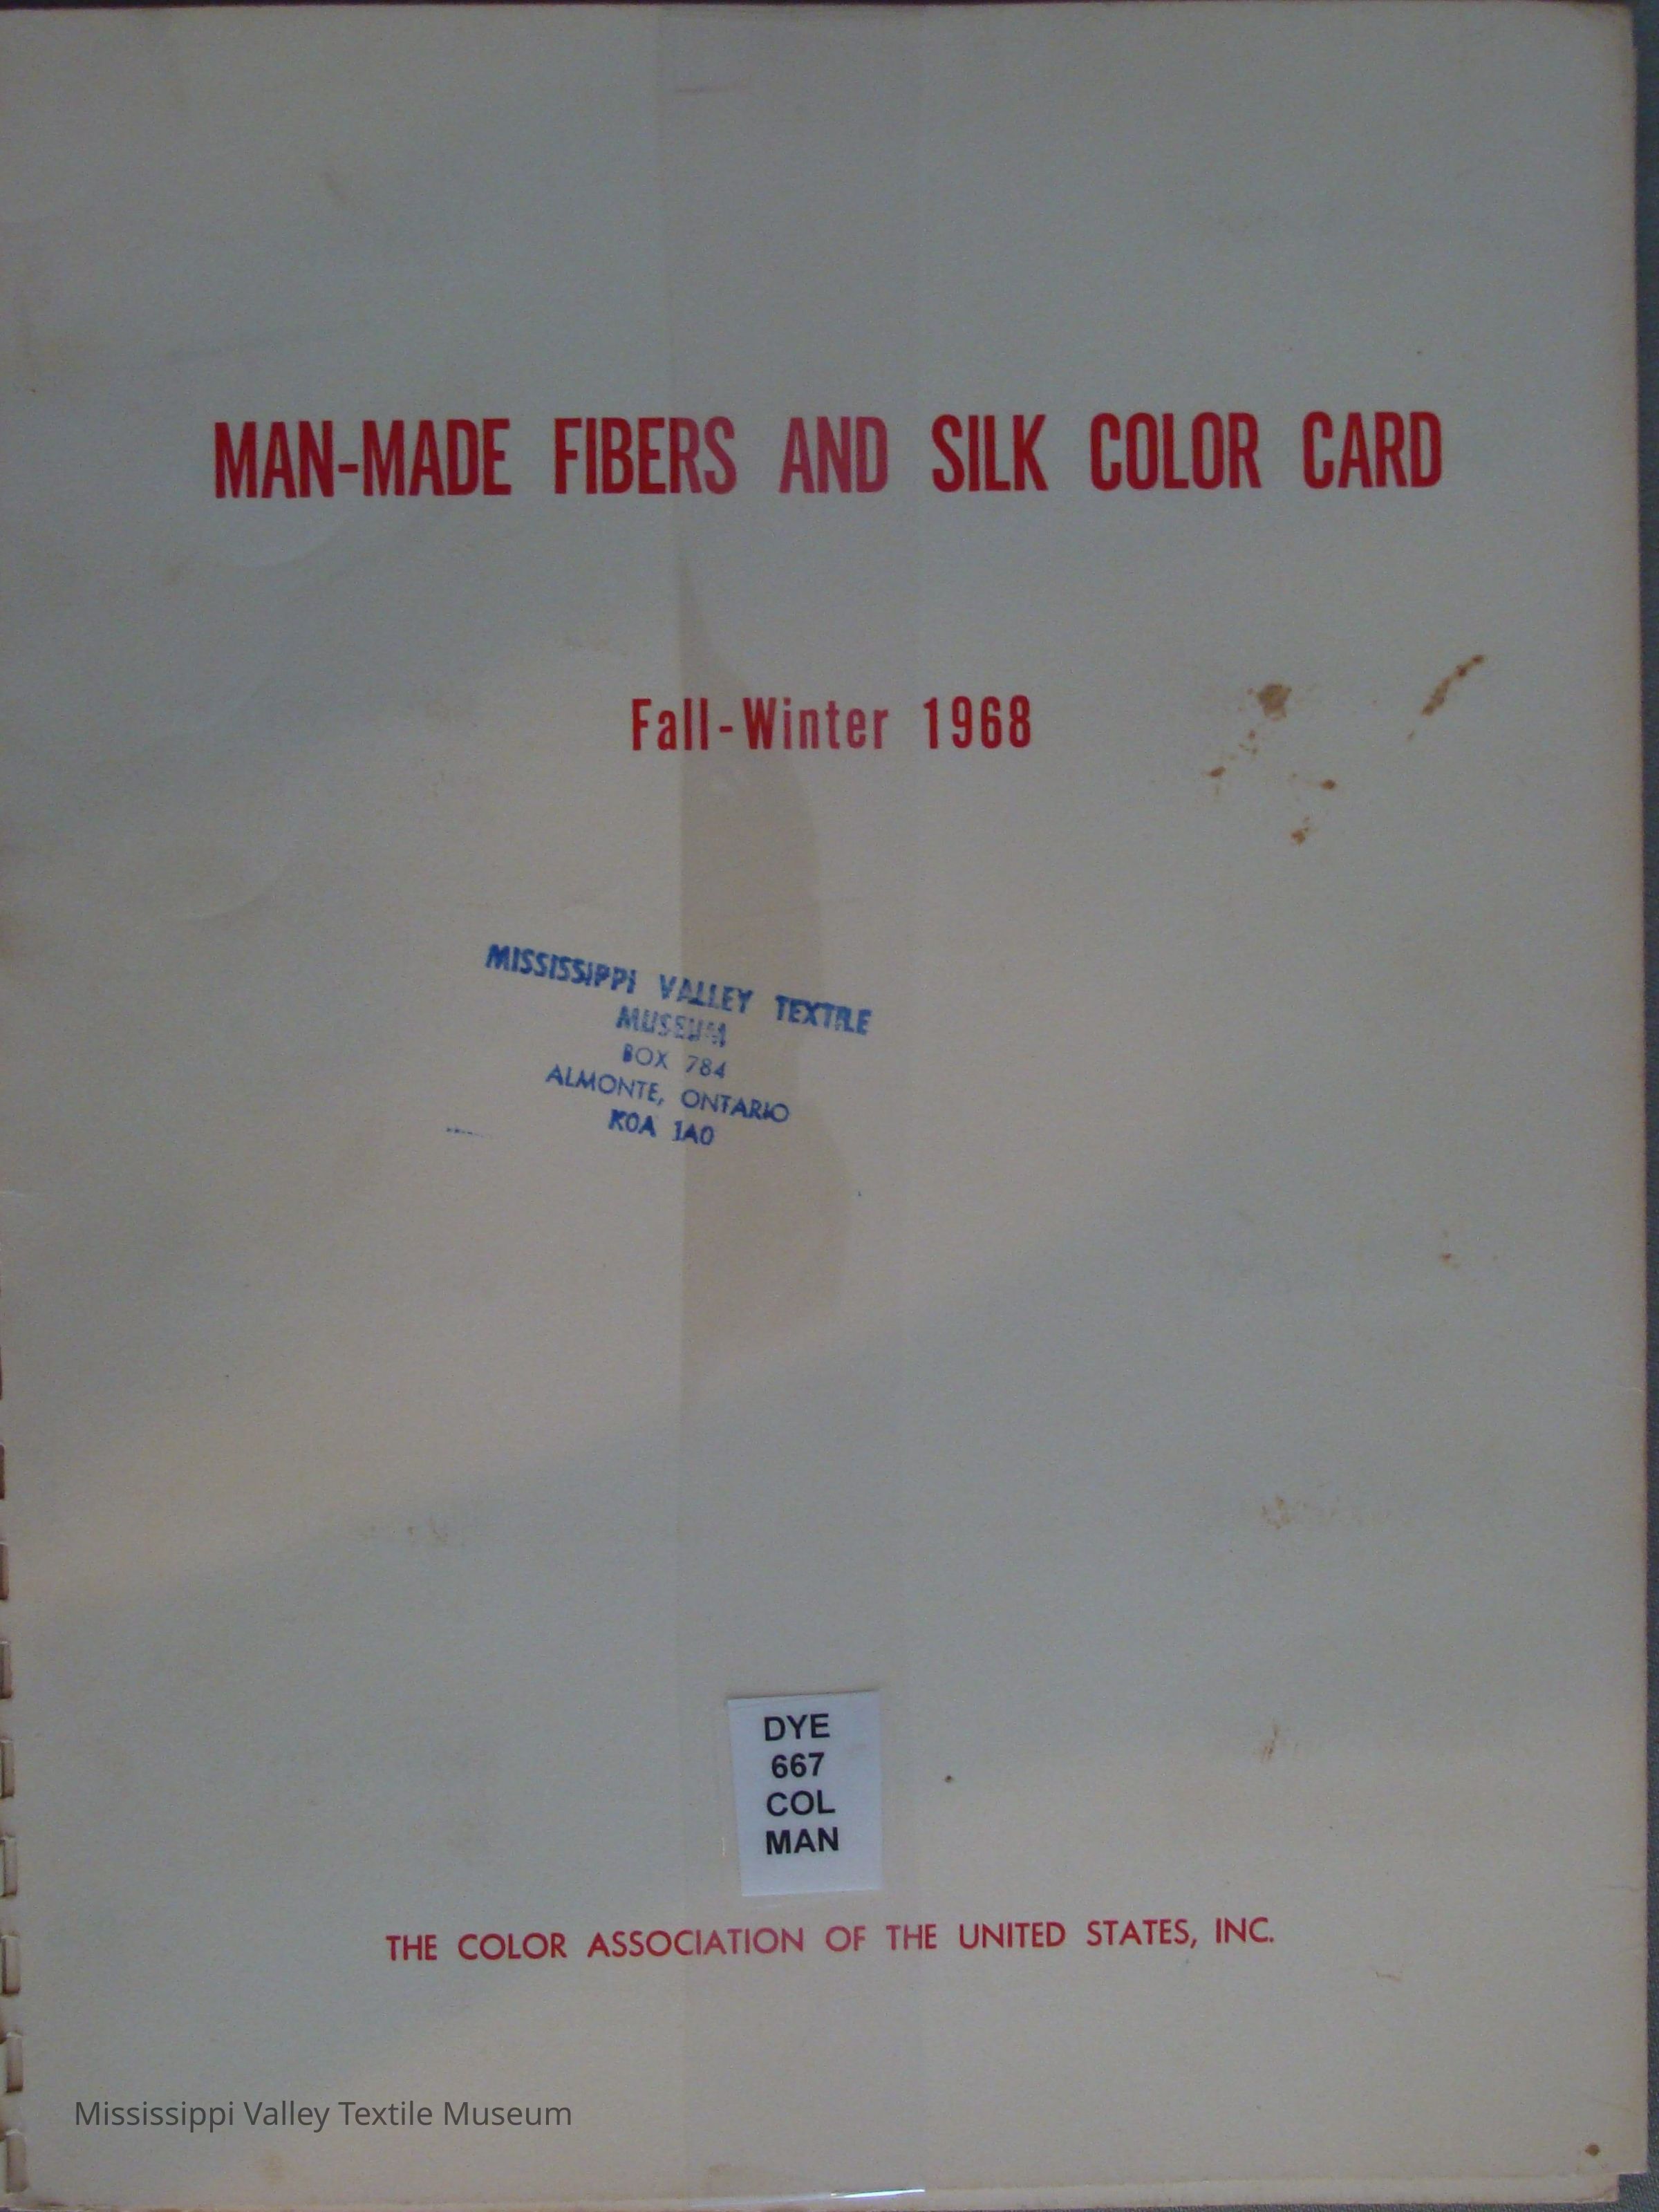 MAN-MADE FIBERS AND SILK COLOR CARD
Fall-Winter 1968
MISSISSIPPI VALLEY TEXTILE
MUSEUM
BOX 784
ALMONTE, ONTARIO
K0A 1A0
DYE
667
COL
MAN
THE COLOR ASSOCIATION OF THE UNITED STATES, INC.
Mississippi Valley Textile Museum